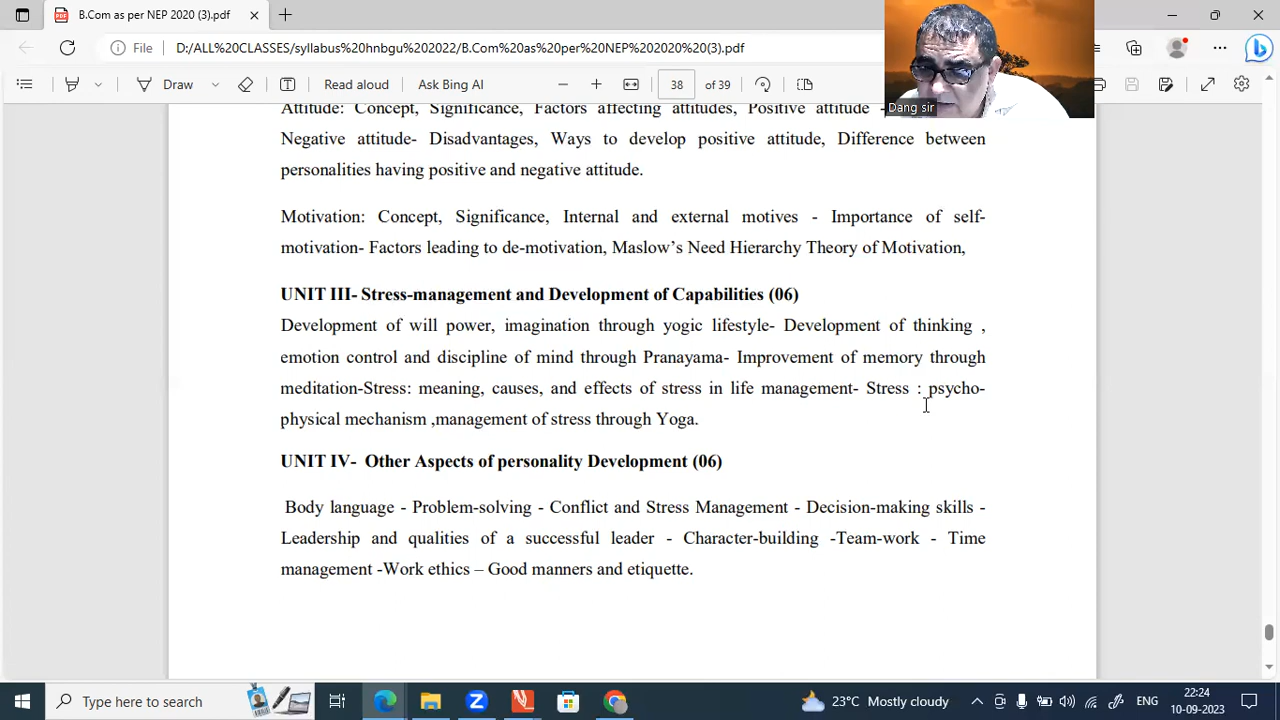 B.Com as per NEP 2020 (3).pdf
File D:/ALL%20CLASSES/syllabus%20hnbgu%202022/B.Com%20as%20per%20NEP%202020%20(3).pdf
Draw Read aloud Ask Bing AI 38 of 39
Dang sir
Attitude: Concept, Significance, Factors affecting attitudes, Positive attitude -
Negative attitude- Disadvantages, Ways to develop positive attitude, Difference between
personalities having positive and negative attitude.
Motivation: Concept, Significance, Internal and external motives - Importance of self-
motivation- Factors leading to de-motivation, Maslow's Need Hierarchy Theory of Motivation,
UNIT III- Stress-management and Development of Capabilities (06)
Development of will power, imagination through yogic lifestyle- Development of thinking ,
emotion control and discipline of mind through Pranayama- Improvement of memory through
meditation-Stress: meaning, causes, and effects of stress in life management- Stress : psycho-
physical mechanism ,management of stress through Yoga.
UNIT IV- Other Aspects of personality Development (06)
Body language - Problem-solving - Conflict and Stress Management - Decision-making skills -
Leadership and qualities of a successful leader - Character-building -Team-work - Time
management -Work ethics – Good manners and etiquette.
Type here to search
23°C Mostly cloudy
ENG
22:24
10-09-2023